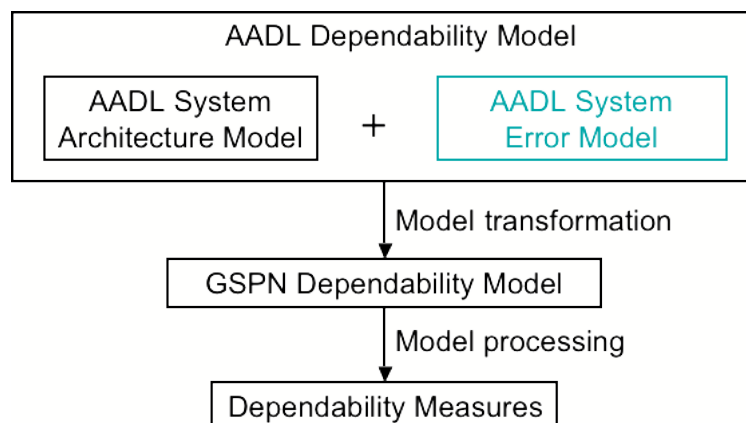 AADL Dependability Model
AADL System
Architecture Model
+
AADL System
Error Model
Model transformation
GSPN Dependability Model
Model processing
Dependability Measures